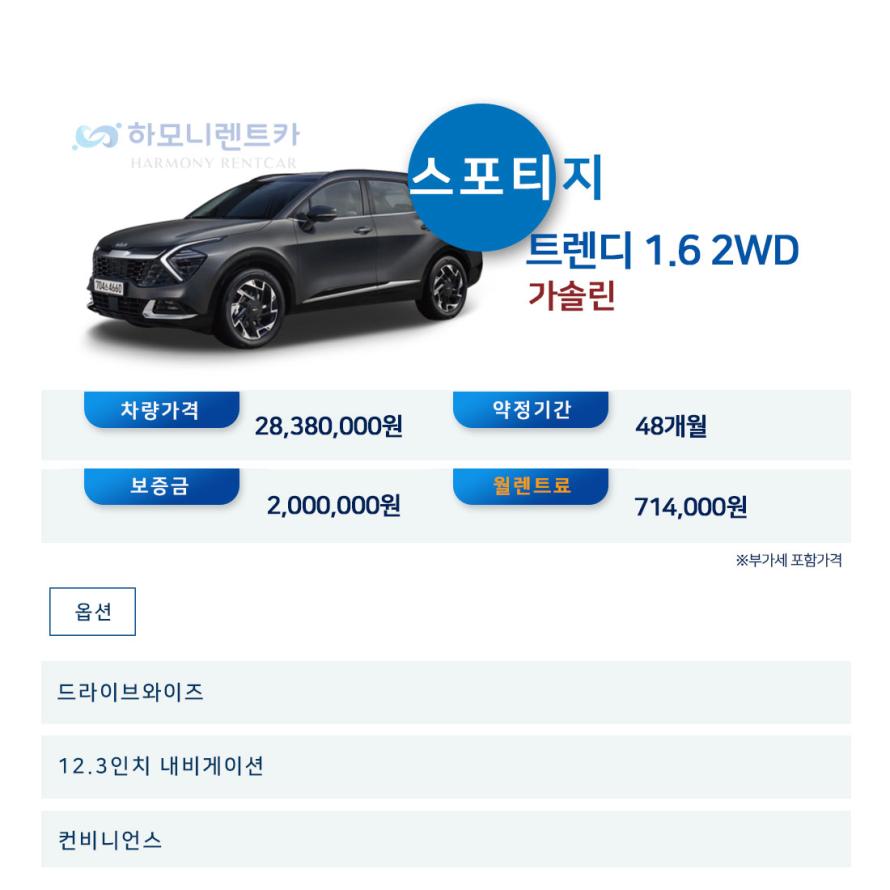 하모니렌트카
HARMONY RENTCAR
스포티지
트렌디 1.6 2WD
가솔린
704소4660
차량가격
28,380,000원
약정기간
48개월
보증금
2,000,000원
월렌트료
714,000원
※부가세 포함가격
옵션
드라이브와이즈
12.3인치 내비게이션
컨비니언스